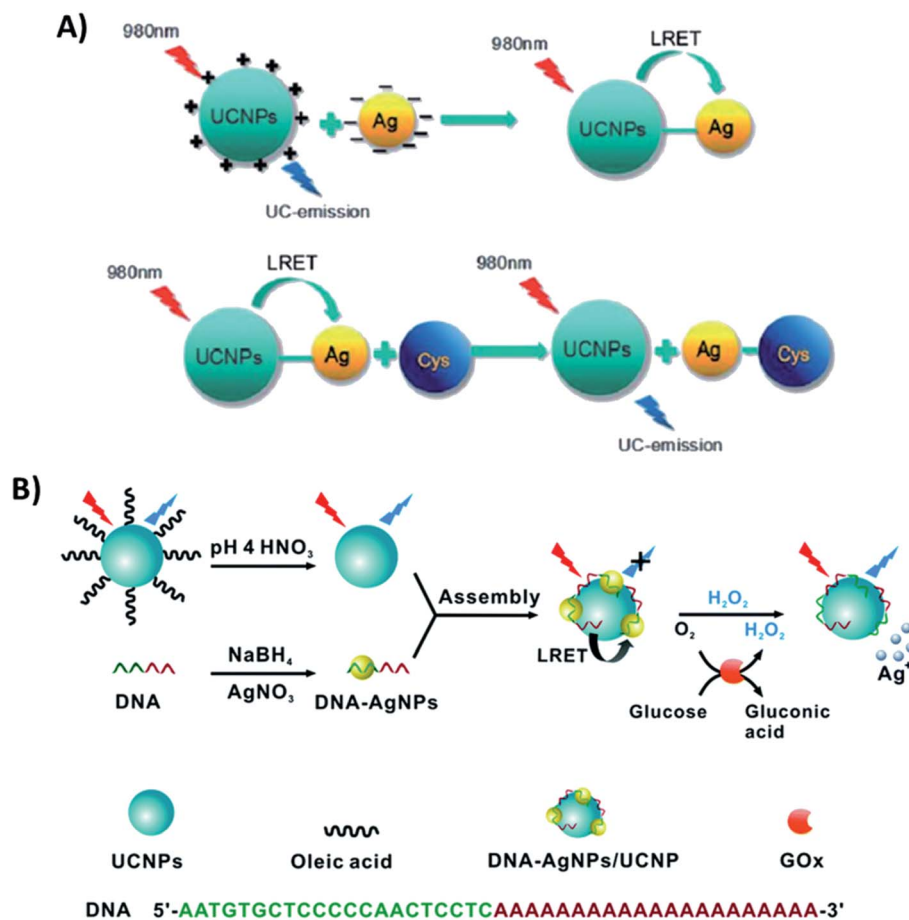 A)
980nm
UCNPs
Ag
UC-emission
980nm
LRET
UCNPs
Ag
980nm
LRET
UCNPs
Ag
Cys
980nm
UCNPs
Ag
Cys
UC-emission
B)
pH 4 HNO₃
DNA
NaBH₄
AgNO₃
DNA-AgNPs
Assembly
LRET
H₂O₂
O₂ H₂O₂
Glucose Gluconic
acid
Ag⁺
UCNPs Oleic acid DNA-AgNPs/UCNP GOx
DNA 5'-AATGTGCTCCCCCAACTCCTCAAAAAAAAAAAAAAAAAAAA-3'